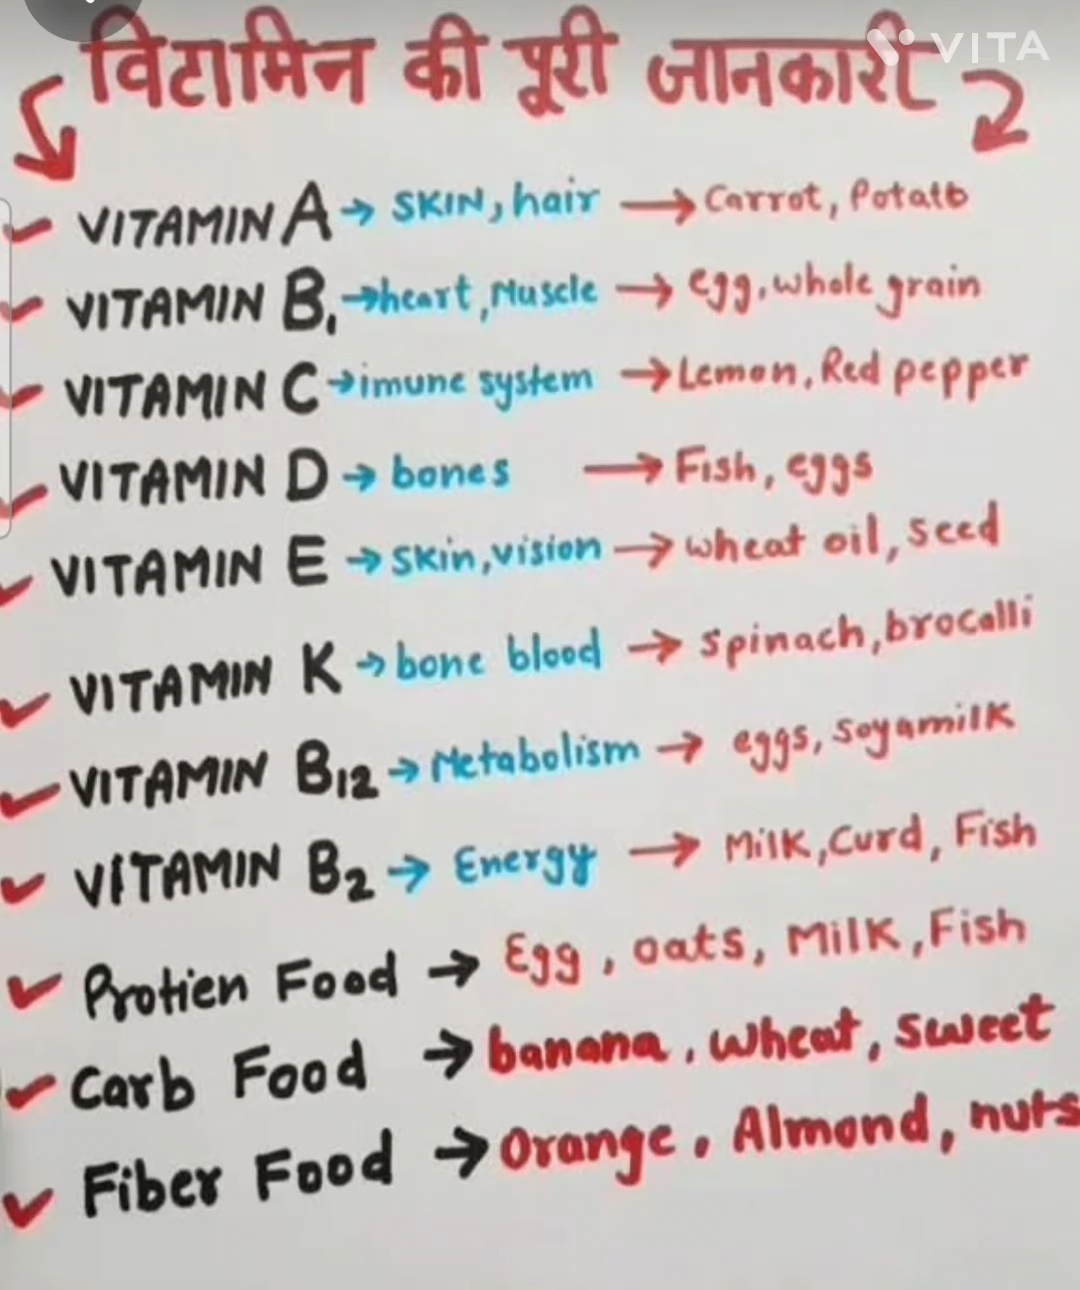 विटामिन की पूरी जानकारी
VITA
VITAMIN A → SKIN, hair → Carrot, Potato
VITAMIN B₁ → heart, Muscle → egg, whole grain
VITAMIN C → imune system → Lemon, Red pepper
VITAMIN D → bones → Fish, eggs
VITAMIN E → skin, vision → wheat oil, seed
VITAMIN K → bone blood → spinach, brocalli
VITAMIN B12 → Metabolism → eggs, soyamilk
VITAMIN B2 → Energy → Milk, Curd, Fish
Protien Food → Egg, oats, Milk, Fish
Carb Food → banana, wheat, sweet
Fiber Food → Orange, Almond, nuts